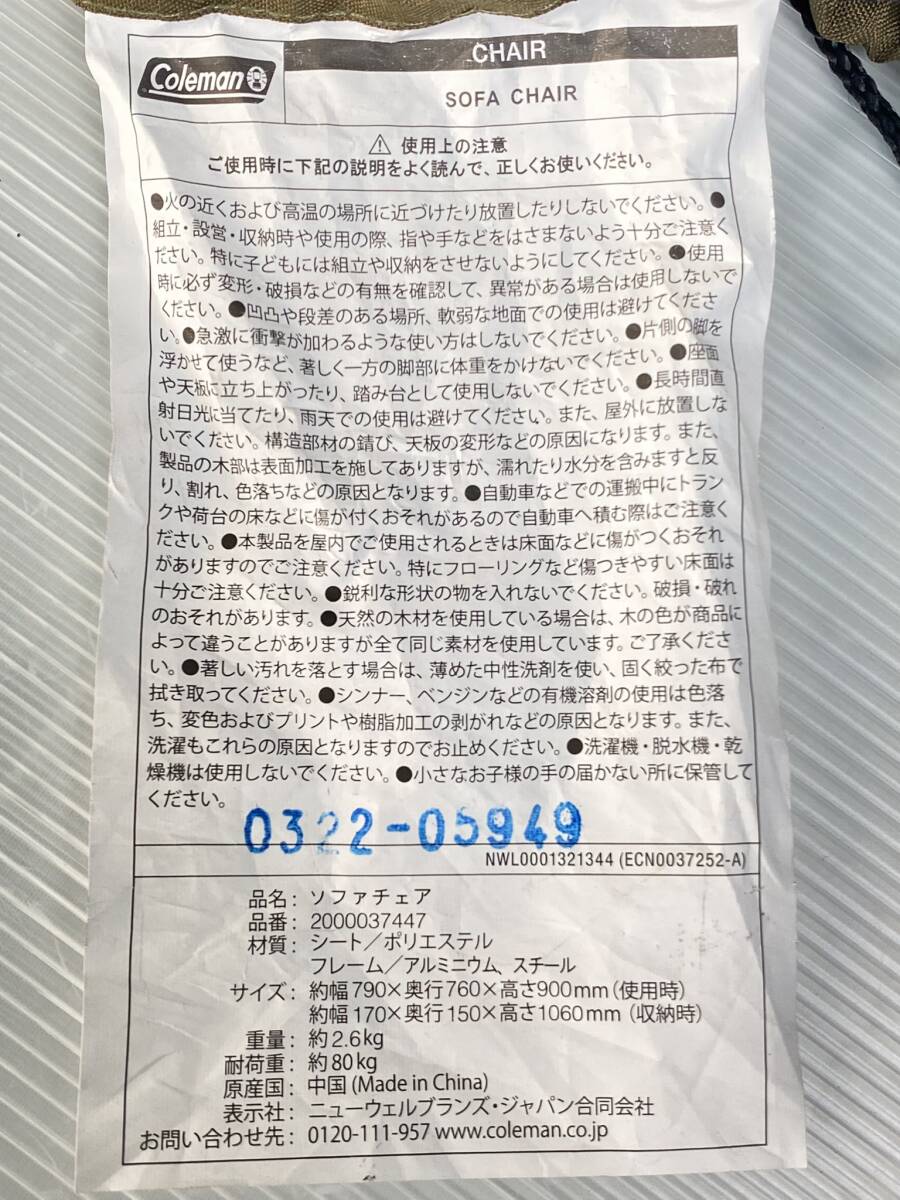 Coleman
CHAIR
SOFA CHAIR
⚠ 使用上の注意
ご使用時に下記の説明をよく読んで、正しくお使いください。
●火の近くおよび高温の場所に近づけたり放置したりしないでください。●
組立・設営・収納時や使用の際、指や手などをはさまないよう十分ご注意く
ださい。特に子どもには組立や収納をさせないようにしてください。●使用
時に必ず変形・破損などの有無を確認して、異常がある場合は使用しないで
ください。●凹凸や段差のある場所、軟弱な地面での使用は避けてくださ
い。●急激に衝撃が加わるような使い方はしないでください。●片側の脚を
浮かせて使うなど、著しく一方の脚部に体重をかけないでください。●座面
や天板に立ち上がったり、踏み台として使用しないでください。●長時間直
射日光に当てたり、雨天での使用は避けてください。また、屋外に放置しな
いでください。構造部材の錆び、天板の変形などの原因になります。また、
製品の木部は表面加工を施してありますが、濡れたり水分を含みますと反
り、割れ、色落ちなどの原因となります。●自動車などでの運搬中にトラン
クや荷台の床などに傷が付くおそれがあるので自動車へ積む際はご注意く
ださい。●本製品を屋内でご使用されるときは床面などに傷がつくおそれ
がありますのでご注意ください。特にフローリングなど傷つきやすい床面は
十分ご注意ください。●鋭利な形状の物を入れないでください。破損・破れ
のおそれがあります。●天然の木材を使用している場合は、木の色が商品に
よって違うことがありますが全て同じ素材を使用しています。ご了承くださ
い。●著しい汚れを落とす場合は、薄めた中性洗剤を使い、固く絞った布で
拭き取ってください。●シンナー、ベンジンなどの有機溶剤の使用は色落
ち、変色およびプリントや樹脂加工の剥がれなどの原因となります。また、
洗濯もこれらの原因となりますのでお止めください。●洗濯機・脱水機・乾
燥機は使用しないでください。●小さなお子様の手の届かない所に保管して
ください。
0322-05949
NWL0001321344 (ECN0037252-A)
品名：ソファチェア
品番：2000037447
材質：シート／ポリエステル
フレーム／アルミニウム、スチール
サイズ：約幅790×奥行760×高さ900mm（使用時）
約幅170×奥行150×高さ1060mm（収納時）
重量：約2.6kg
耐荷重：約80kg
原産国：中国(Made in China)
表示社：ニューウェルブランズ・ジャパン合同会社
お問い合わせ先：0120-111-957 www.coleman.co.jp